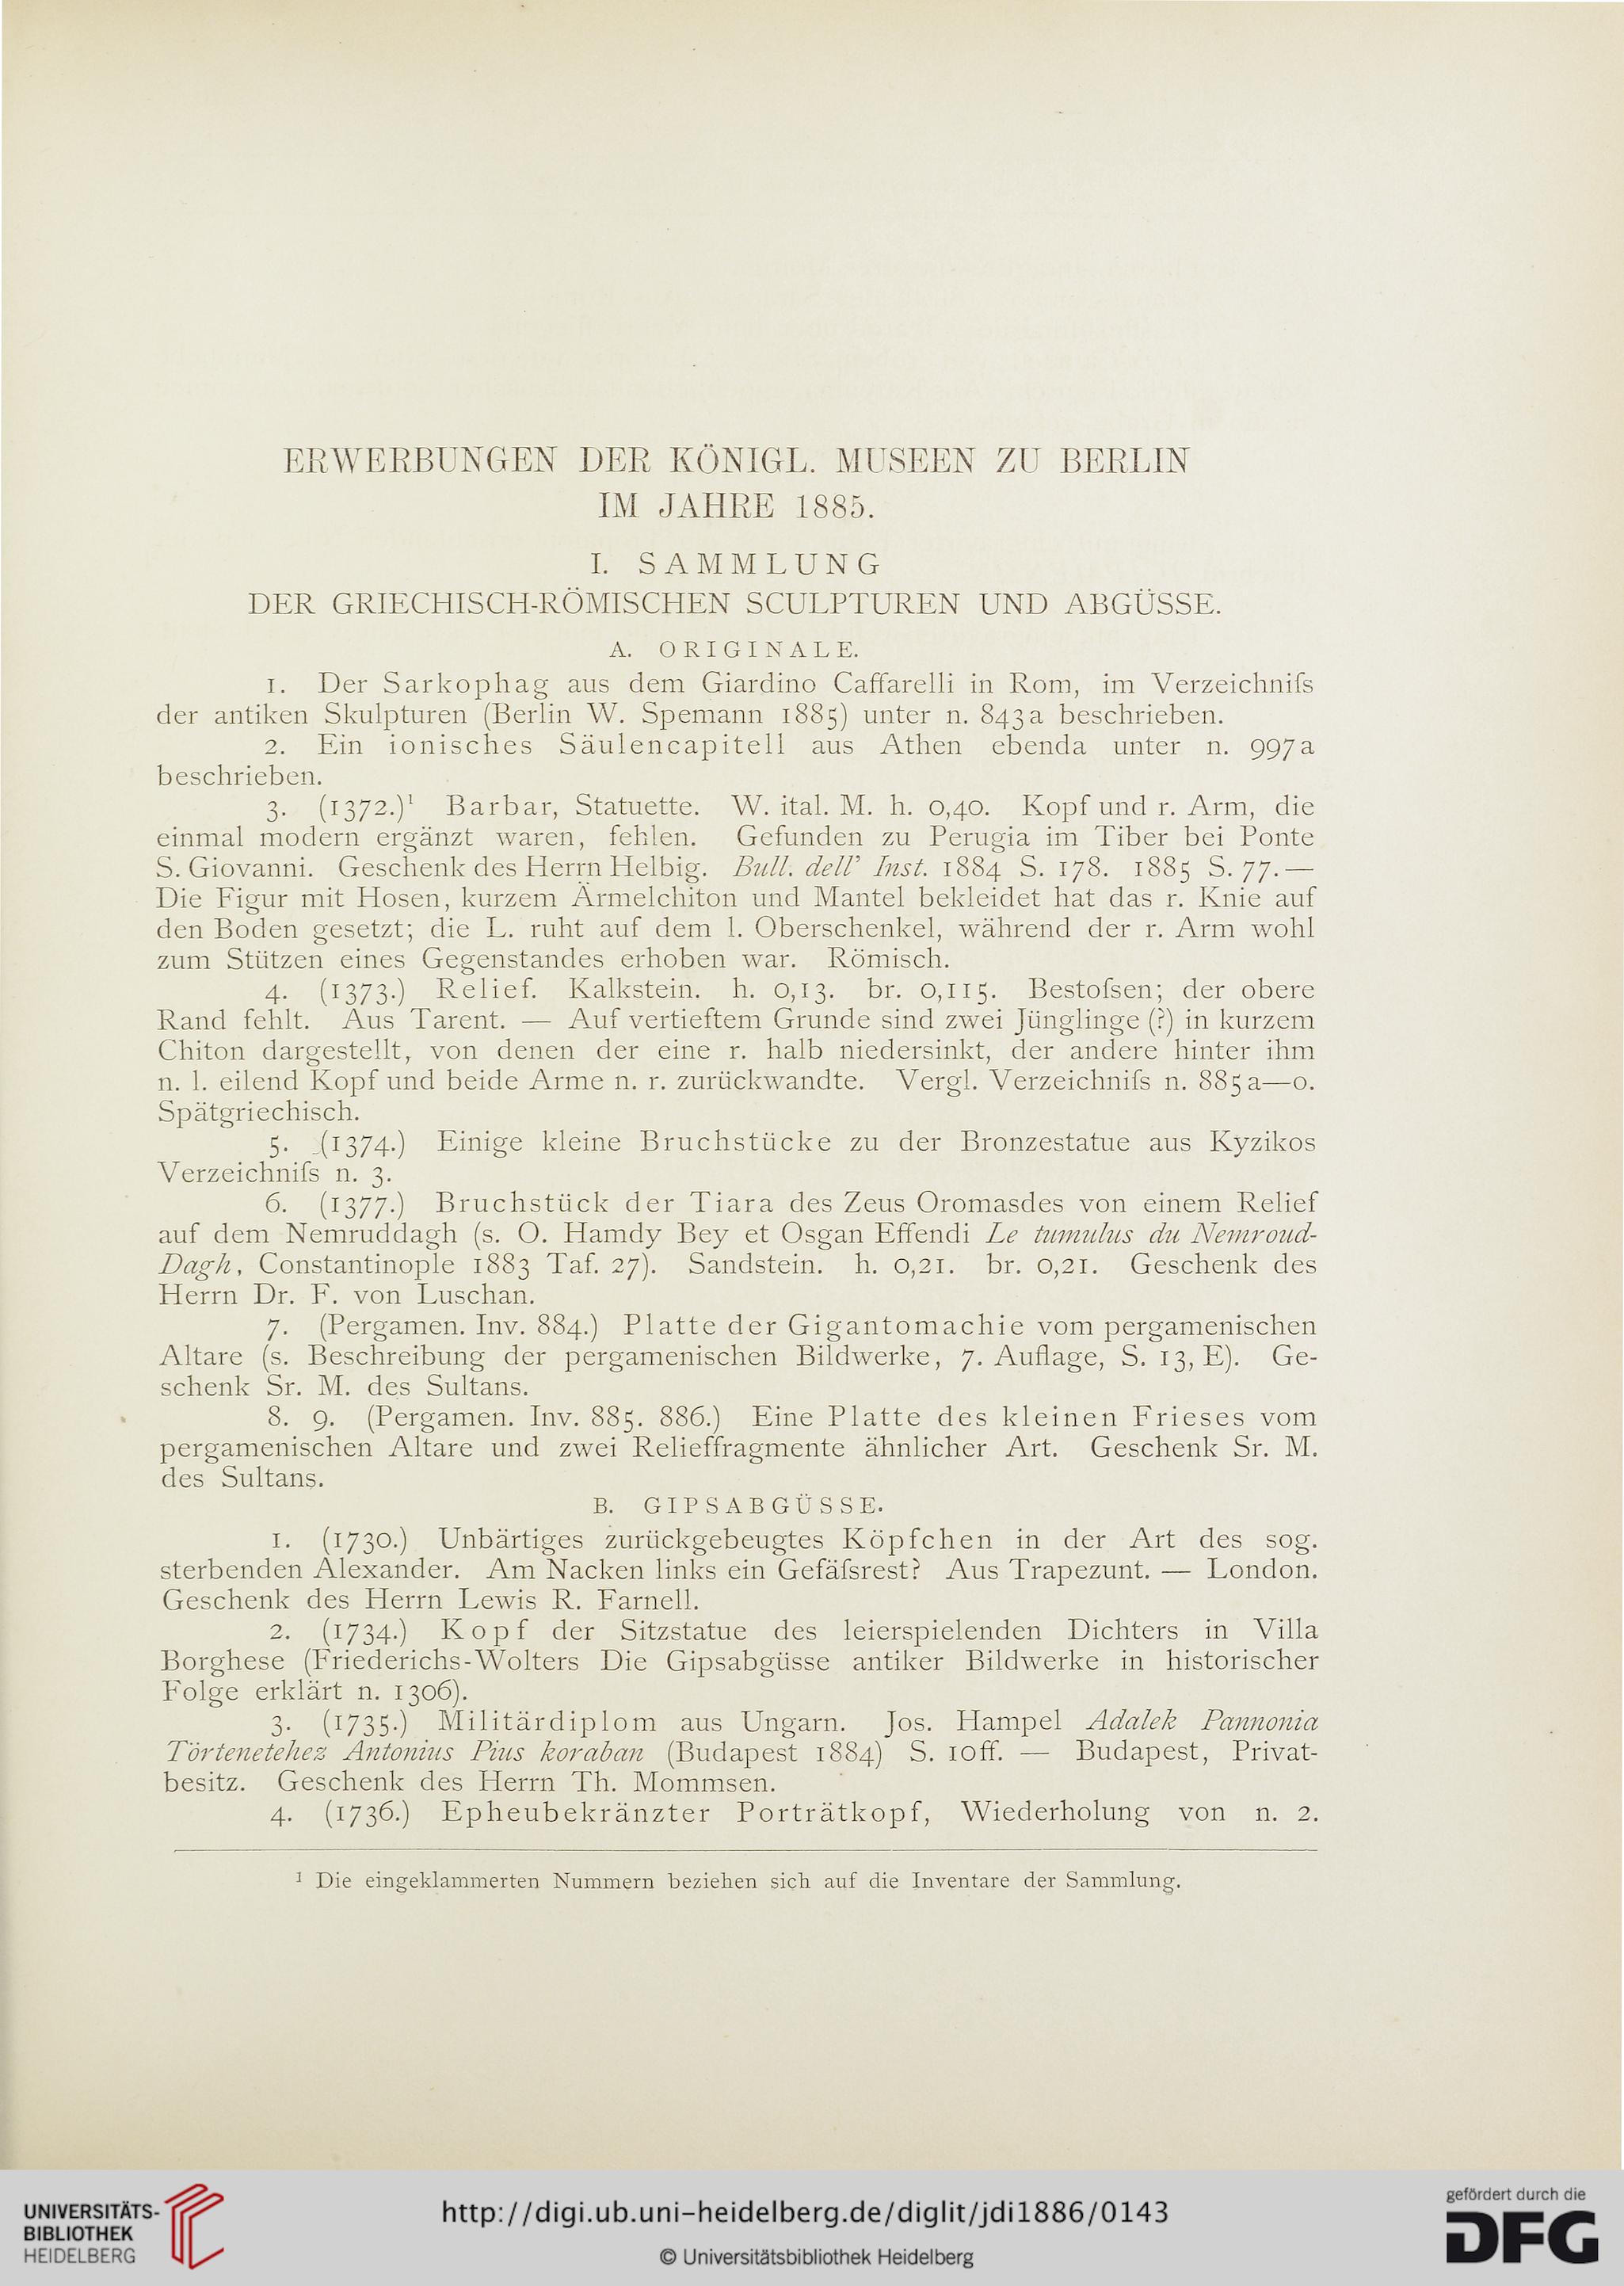 ERWERBUNGEN DER KÖNIGL. MUSEEN ZU BERLIN
IM JAHRE 1885.
I. SAMMLUNG
DER GRIECHISCH-RÖMISCHEN SCULPTUREN UND ABGÜSSE.
A. ORIGINALE.
1. Der Sarkophag aus dem Giardino Caffarelli in Rom, im Verzeichniſs
der antiken Skulpturen (Berlin W. Spemann 1885) unter n. 843a beschrieben.
2. Ein ionisches Säulencapitell aus Athen ebenda unter n. 997a
beschrieben.
3. (1372.)¹ Barbar, Statuette. W. ital. M. h. 0,40. Kopf und r. Arm, die
einmal modern ergänzt waren, fehlen. Gefunden zu Perugia im Tiber bei Ponte
S. Giovanni. Geschenk des Herrn Helbig. Bull. dell' Inst. 1884 S. 178. 1885 S. 77. —
Die Figur mit Hosen, kurzem Ärmelchiton und Mantel bekleidet hat das r. Knie auf
den Boden gesetzt; die L. ruht auf dem l. Oberschenkel, während der r. Arm wohl
zum Stützen eines Gegenstandes erhoben war. Römisch.
4. (1373.) Relief. Kalkstein. h. 0,13. br. 0,115. Bestoſsen; der obere
Rand fehlt. Aus Tarent. — Auf vertieftem Grunde sind zwei Jünglinge (?) in kurzem
Chiton dargestellt, von denen der eine r. halb niedersinkt, der andere hinter ihm
n. l. eilend Kopf und beide Arme n. r. zurückwandte. Vergl. Verzeichniſs n. 885a—o.
Spätgriechisch.
5. (1374.) Einige kleine Bruchstücke zu der Bronzestatue aus Kyzikos
Verzeichniſs n. 3.
6. (1377.) Bruchstück der Tiara des Zeus Oromasdes von einem Relief
auf dem Nemruddagh (s. O. Hamdy Bey et Osgan Effendi Le tumulus du Nemroud-
Dagh, Constantinople 1883 Taf. 27). Sandstein. h. 0,21. br. 0,21. Geschenk des
Herrn Dr. F. von Luschan.
7. (Pergamen. Inv. 884.) Platte der Gigantomachie vom pergamenischen
Altare (s. Beschreibung der pergamenischen Bildwerke, 7. Auflage, S. 13, E). Ge-
schenk Sr. M. des Sultans.
8. 9. (Pergamen. Inv. 885. 886.) Eine Platte des kleinen Frieses vom
pergamenischen Altare und zwei Relieffragmente ähnlicher Art. Geschenk Sr. M.
des Sultans.
B. GIPSABGÜSSE.
1. (1730.) Unbärtiges zurückgebeugtes Köpfchen in der Art des sog.
sterbenden Alexander. Am Nacken links ein Gefäſsrest? Aus Trapezunt. — London.
Geschenk des Herrn Lewis R. Farnell.
2. (1734.) Kopf der Sitzstatue des leierspielenden Dichters in Villa
Borghese (Friederichs-Wolters Die Gipsabgüsse antiker Bildwerke in historischer
Folge erklärt n. 1306).
3. (1735.) Militärdiplom aus Ungarn. Jos. Hampel Adalek Pannonia
Törtenetehez Antonius Pius koraban (Budapest 1884) S. 10ff. — Budapest, Privat-
besitz. Geschenk des Herrn Th. Mommsen.
4. (1736.) Epheubekränzter Porträtkopf, Wiederholung von n. 2.
¹ Die eingeklammerten Nummern beziehen sich auf die Inventare der Sammlung.
UNIVERSITÄTS-
BIBLIOTHEK
HEIDELBERG
http://digi.ub.uni-heidelberg.de/diglit/jdi1886/0143
© Universitätsbibliothek Heidelberg
gefördert durch die
DFG